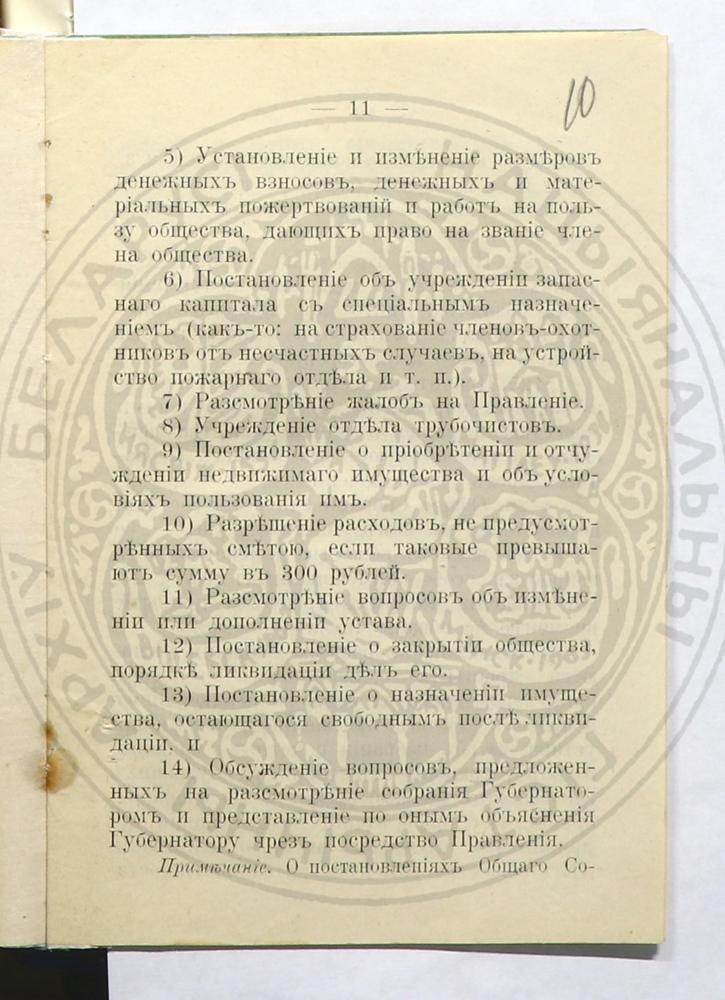 — 11 —
10
5) Установленіе и измѣненіе размѣровъ
денежныхъ взносовъ, денежныхъ и мате-
ріальныхъ пожертвованій и работъ на поль-
зу общества, дающихъ право на званіе чле-
на общества.
6) Постановленіе объ учрежденіи запас-
наго капитала съ спеціальнымъ назначе-
ніемъ (какъ-то: на страхованіе членовъ-охот-
никовъ отъ несчастныхъ случаевъ, на устрой-
ство пожарнаго отдѣла и т. п.).
7) Разсмотрѣніе жалобъ на Правленіе.
8) Учрежденіе отдѣла трубочистовъ.
9) Постановленіе о пріобрѣтеніи и отчу-
жденіи недвижимаго имущества и объ усло-
віяхъ пользованія имъ.
10) Разрѣшеніе расходовъ, не предусмот-
рѣнныхъ смѣтою, если таковые превыша-
ютъ сумму въ 300 рублей.
11) Разсмотрѣніе вопросовъ объ измѣне-
ніи или дополненіи устава.
12) Постановленіе о закрытіи общества,
порядкѣ ликвидаціи дѣлъ его.
13) Постановленіе о назначеніи имуще-
ства, остающагося свободнымъ послѣ ликви-
даціи, и
14) Обсужденіе вопросовъ, предложен-
ныхъ на разсмотрѣніе собранія Губернато-
ромъ и представленіе по онымъ объясненія
Губернатору чрезъ посредство Правленія.
Примѣчаніе. О постановленіяхъ Общаго Со-